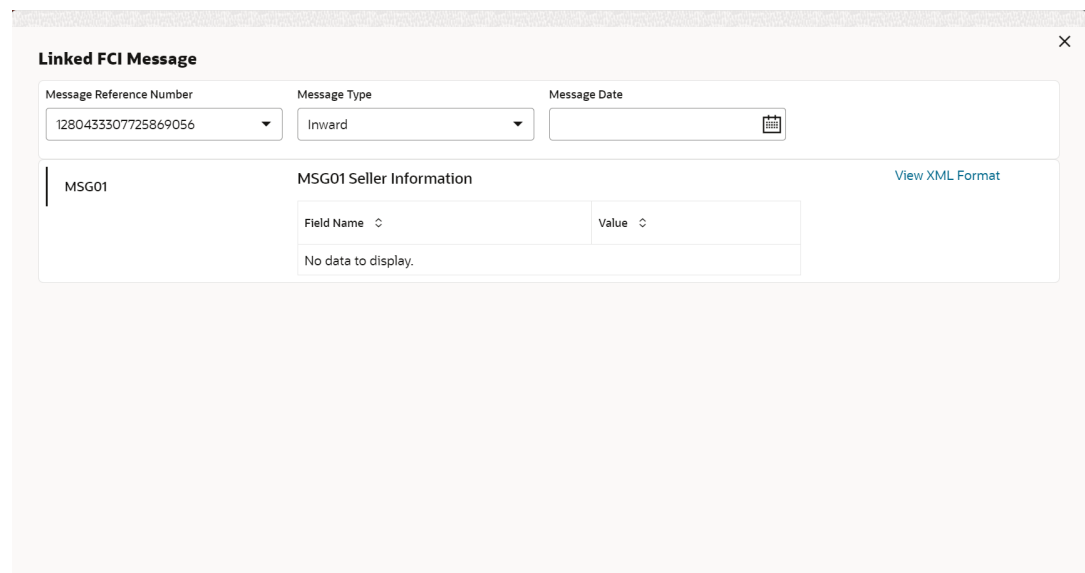 Linked FCI Message
Message Reference Number
Message Type
Message Date
1280433307725869056
Inward
MSG01
MSG01 Seller Information
View XML Format
Field Name
Value
No data to display.